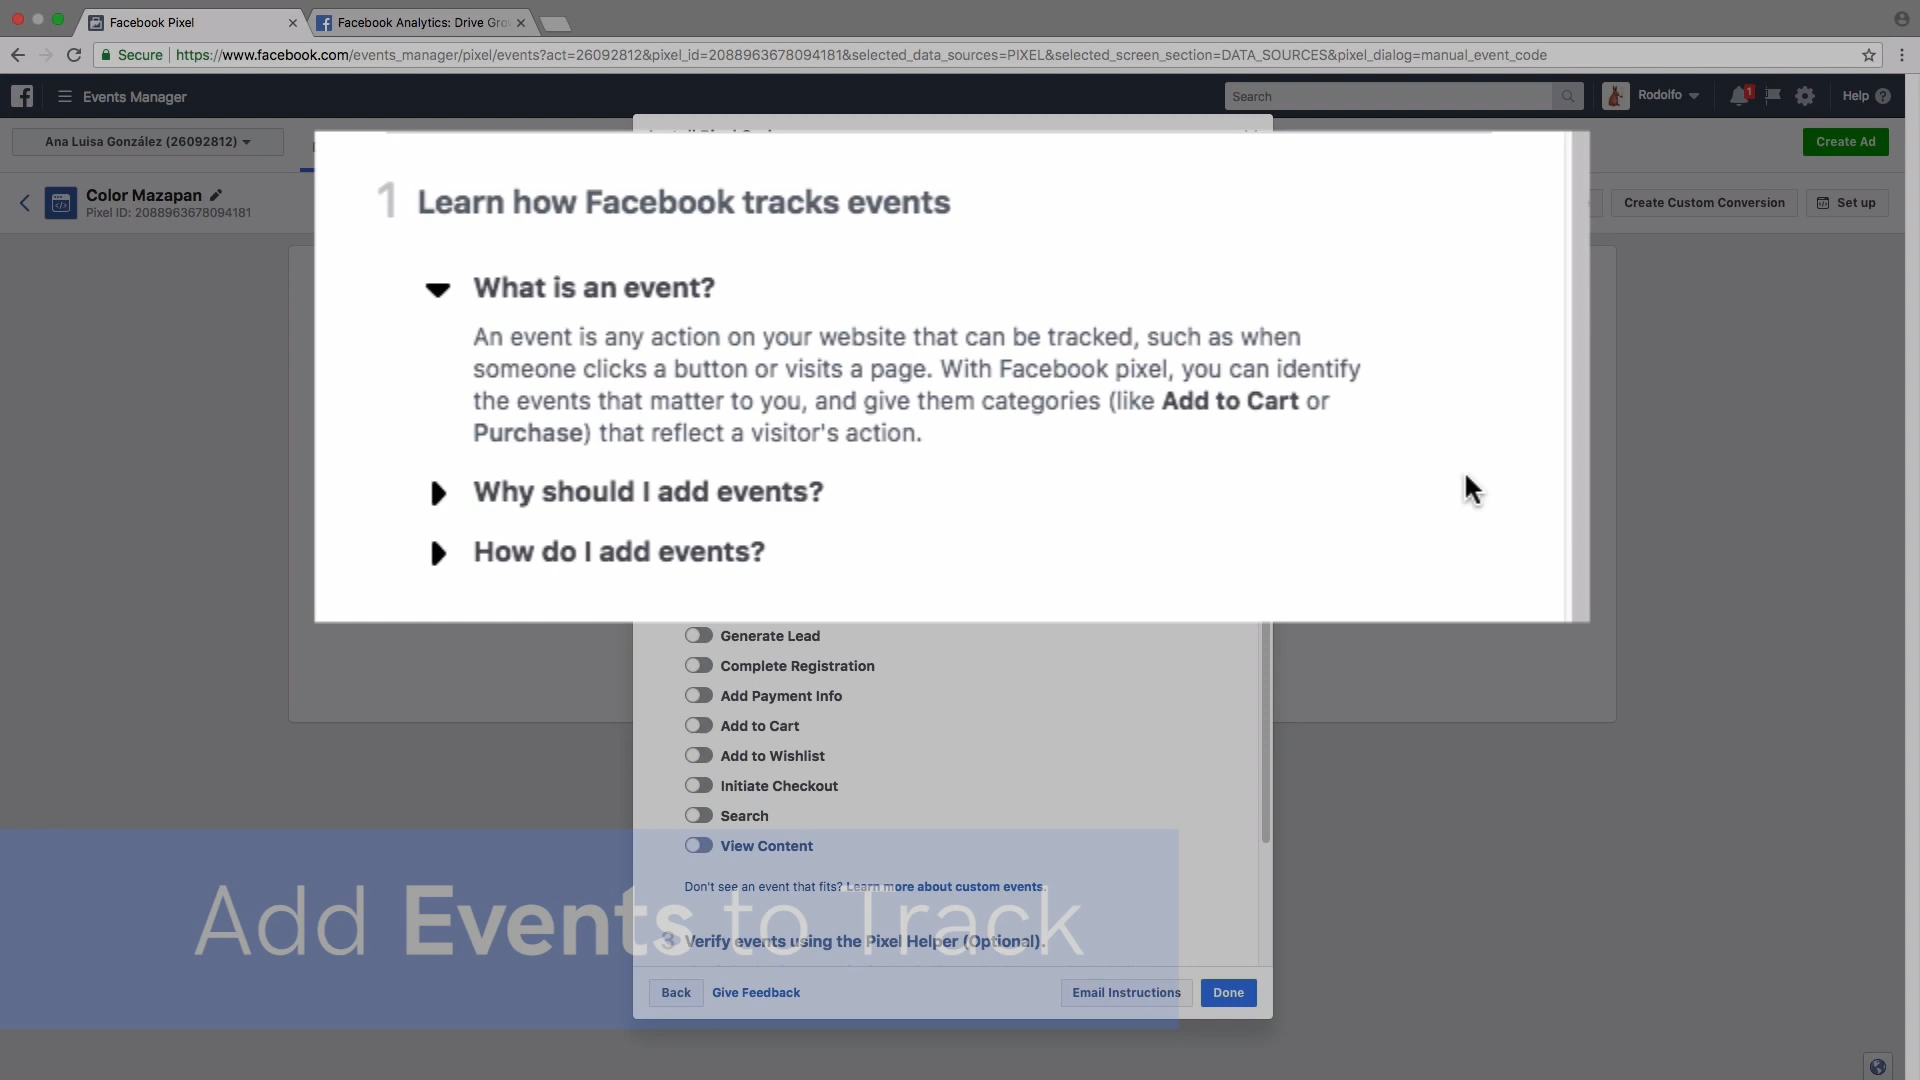 Facebook Pixel
Facebook Analytics: Drive Gro
Secure
https://www.facebook.com/events_manager/pixel/events?act=26092812&pixel_id=2088963678094181&selected_data_sources=PIXEL&selected_screen_section=DATA_SOURCES&pixel_dialog=manual_event_code
Events Manager
Search
Rodolfo
1
Help
Ana Luisa González (26092812)
Create Ad
Color Mazapan
Pixel ID: 2088963678094181
Create Custom Conversion
Set up
1 Learn how Facebook tracks events
What is an event?
An event is any action on your website that can be tracked, such as when
someone clicks a button or visits a page. With Facebook pixel, you can identify
the events that matter to you, and give them categories (like Add to Cart or
Purchase) that reflect a visitor's action.
Why should I add events?
How do I add events?
Generate Lead
Complete Registration
Add Payment Info
Add to Cart
Add to Wishlist
Initiate Checkout
Search
View Content
Don't see an event that fits? Learn more about custom events.
Add Events to Track
3 Verify events using the Pixel Helper (Optional).
Back
Give Feedback
Email Instructions
Done